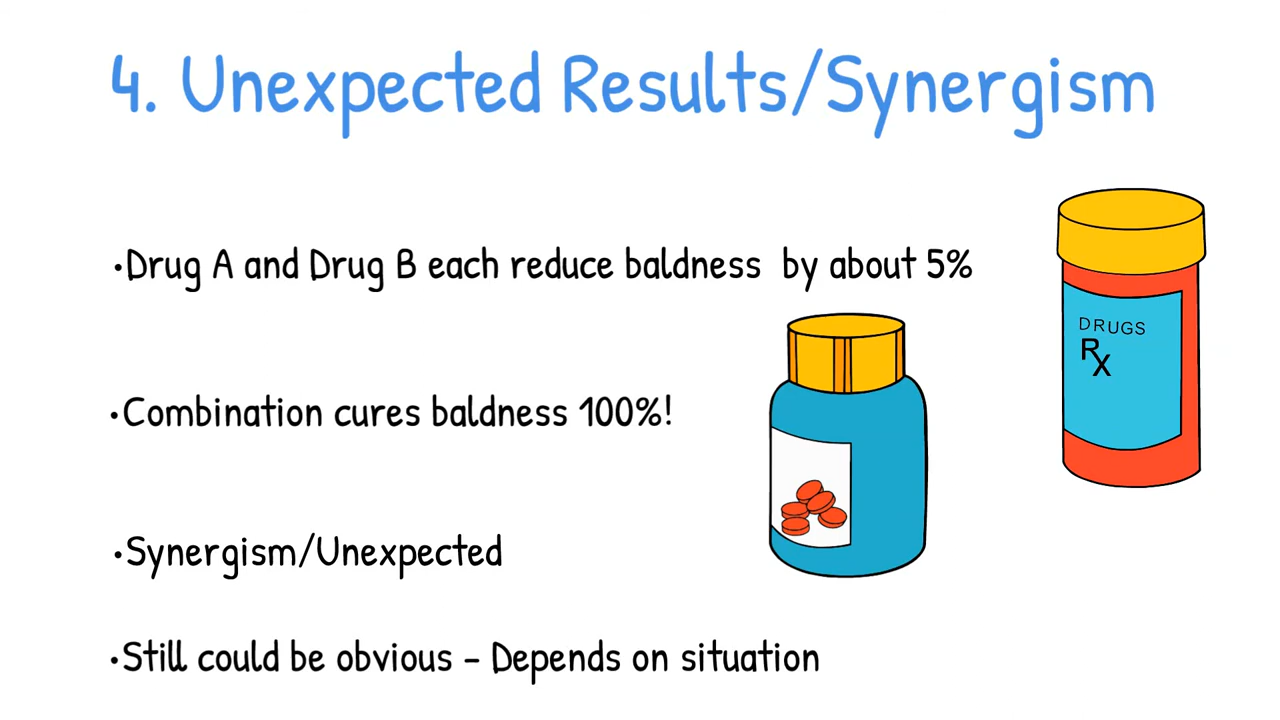 4. Unexpected Results/Synergism
•Drug A and Drug B each reduce baldness by about 5%
DRUGS
Rx
•Combination cures baldness 100%!
•Synergism/Unexpected
•Still could be obvious - Depends on situation